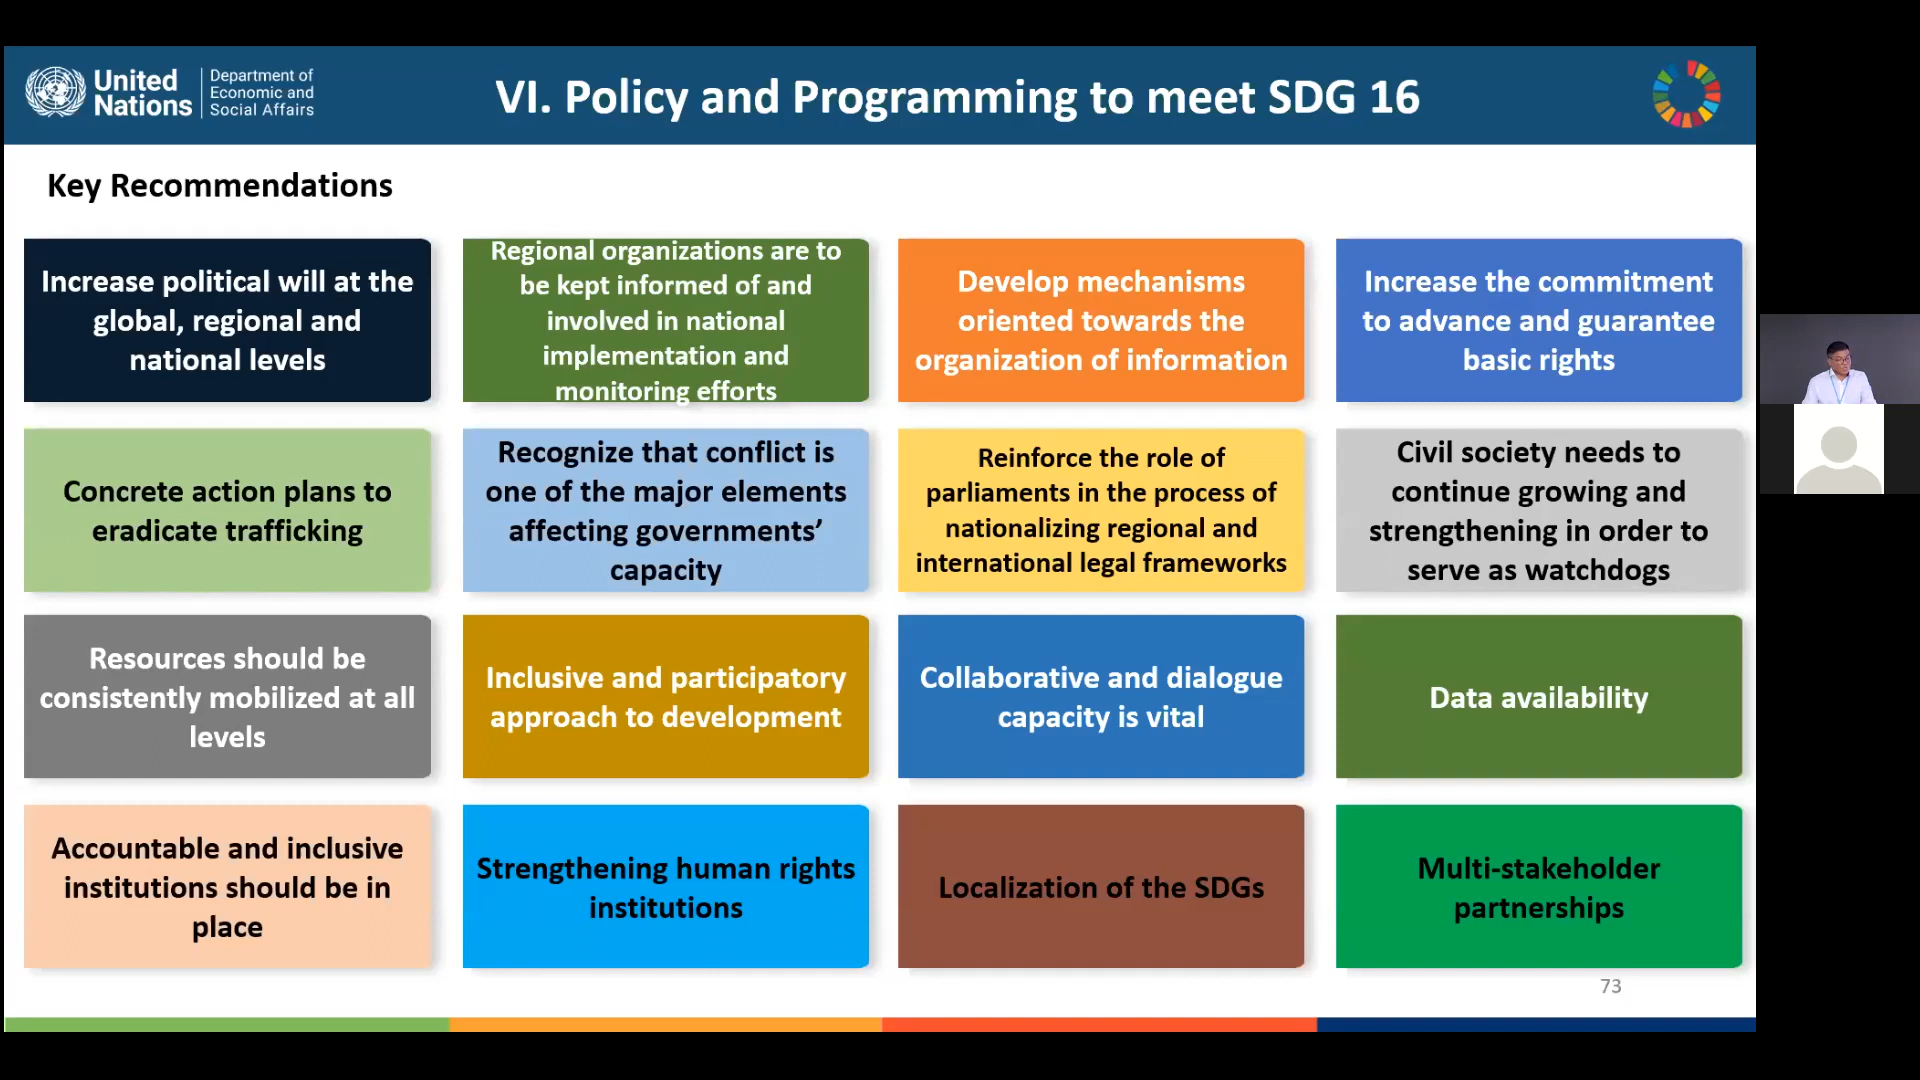 United
Nations
Department of
Economic and
Social Affairs
VI. Policy and Programming to meet SDG 16
Key Recommendations
Increase political will at the
global, regional and
national levels
Regional organizations are to
be kept informed of and
involved in national
implementation and
monitoring efforts
Develop mechanisms
oriented towards the
organization of information
Increase the commitment
to advance and guarantee
basic rights
Concrete action plans to
eradicate trafficking
Recognize that conflict is
one of the major elements
affecting governments’
capacity
Reinforce the role of
parliaments in the process of
nationalizing regional and
international legal frameworks
Civil society needs to
continue growing and
strengthening in order to
serve as watchdogs
Resources should be
consistently mobilized at all
levels
Inclusive and participatory
approach to development
Collaborative and dialogue
capacity is vital
Data availability
Accountable and inclusive
institutions should be in
place
Strengthening human rights
institutions
Localization of the SDGs
Multi-stakeholder
partnerships
73